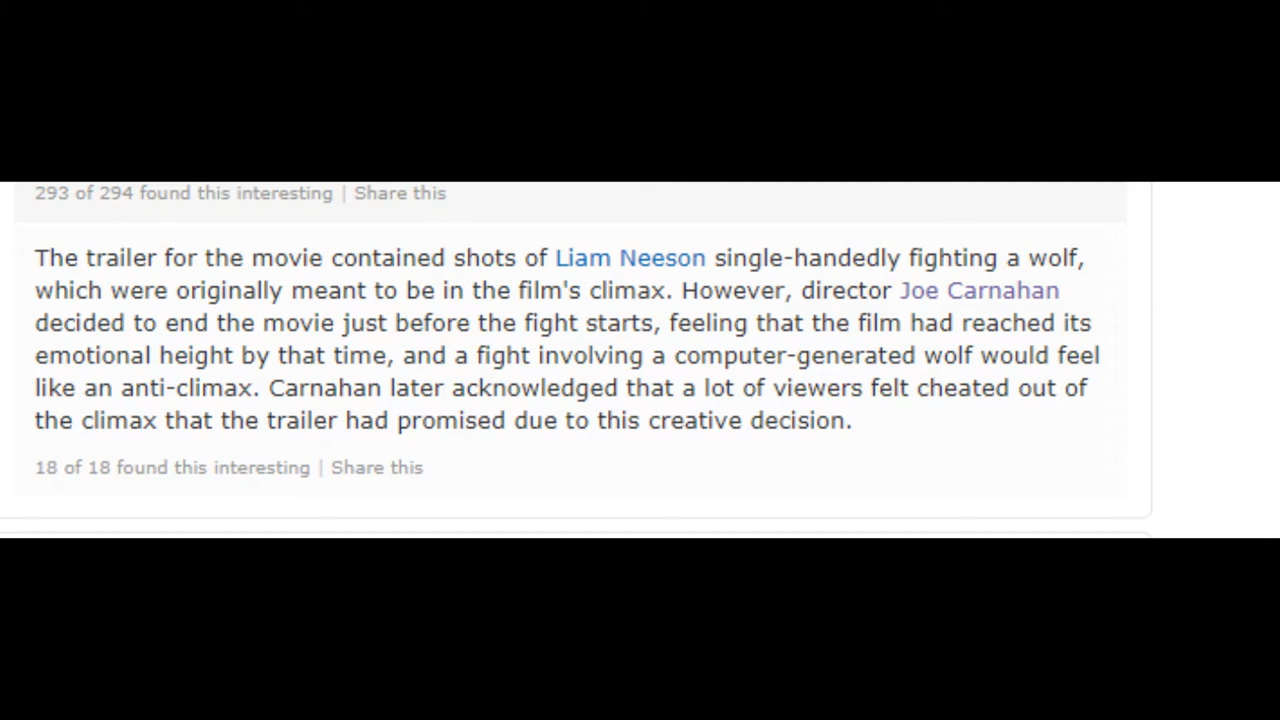 293 of 294 found this interesting | Share this
The trailer for the movie contained shots of Liam Neeson single-handedly fighting a wolf,
which were originally meant to be in the film's climax. However, director Joe Carnahan
decided to end the movie just before the fight starts, feeling that the film had reached its
emotional height by that time, and a fight involving a computer-generated wolf would feel
like an anti-climax. Carnahan later acknowledged that a lot of viewers felt cheated out of
the climax that the trailer had promised due to this creative decision.
18 of 18 found this interesting | Share this